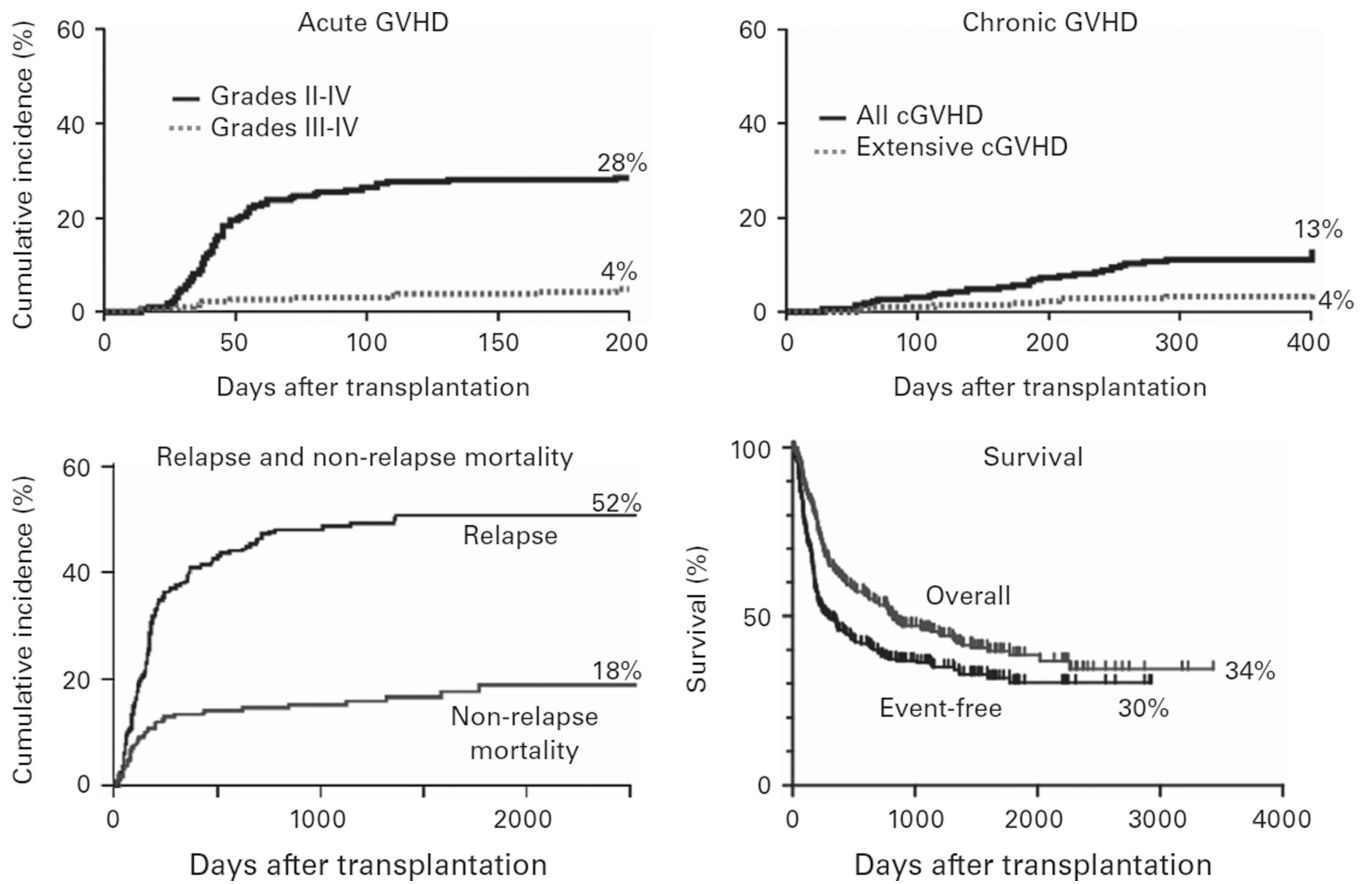 Acute GVHD
Cumulative incidence (%)
60
40
20
0
Grades II-IV
Grades III-IV
28%
4%
50
100
150
200
0
Days after transplantation
Chronic GVHD
60
40
20
0
All cGVHD
Extensive cGVHD
13%
4%
0
100
200
300
400
Days after transplantation
Relapse and non-relapse mortality
Cumulative incidence (%)
60
40
20
0
52%
Relapse
18%
Non-relapse
mortality
0
1000
2000
Days after transplantation
Survival
Survival (%)
100
50
0
Overall
34%
Event-free
30%
0
1000
2000
3000
4000
Days after transplantation